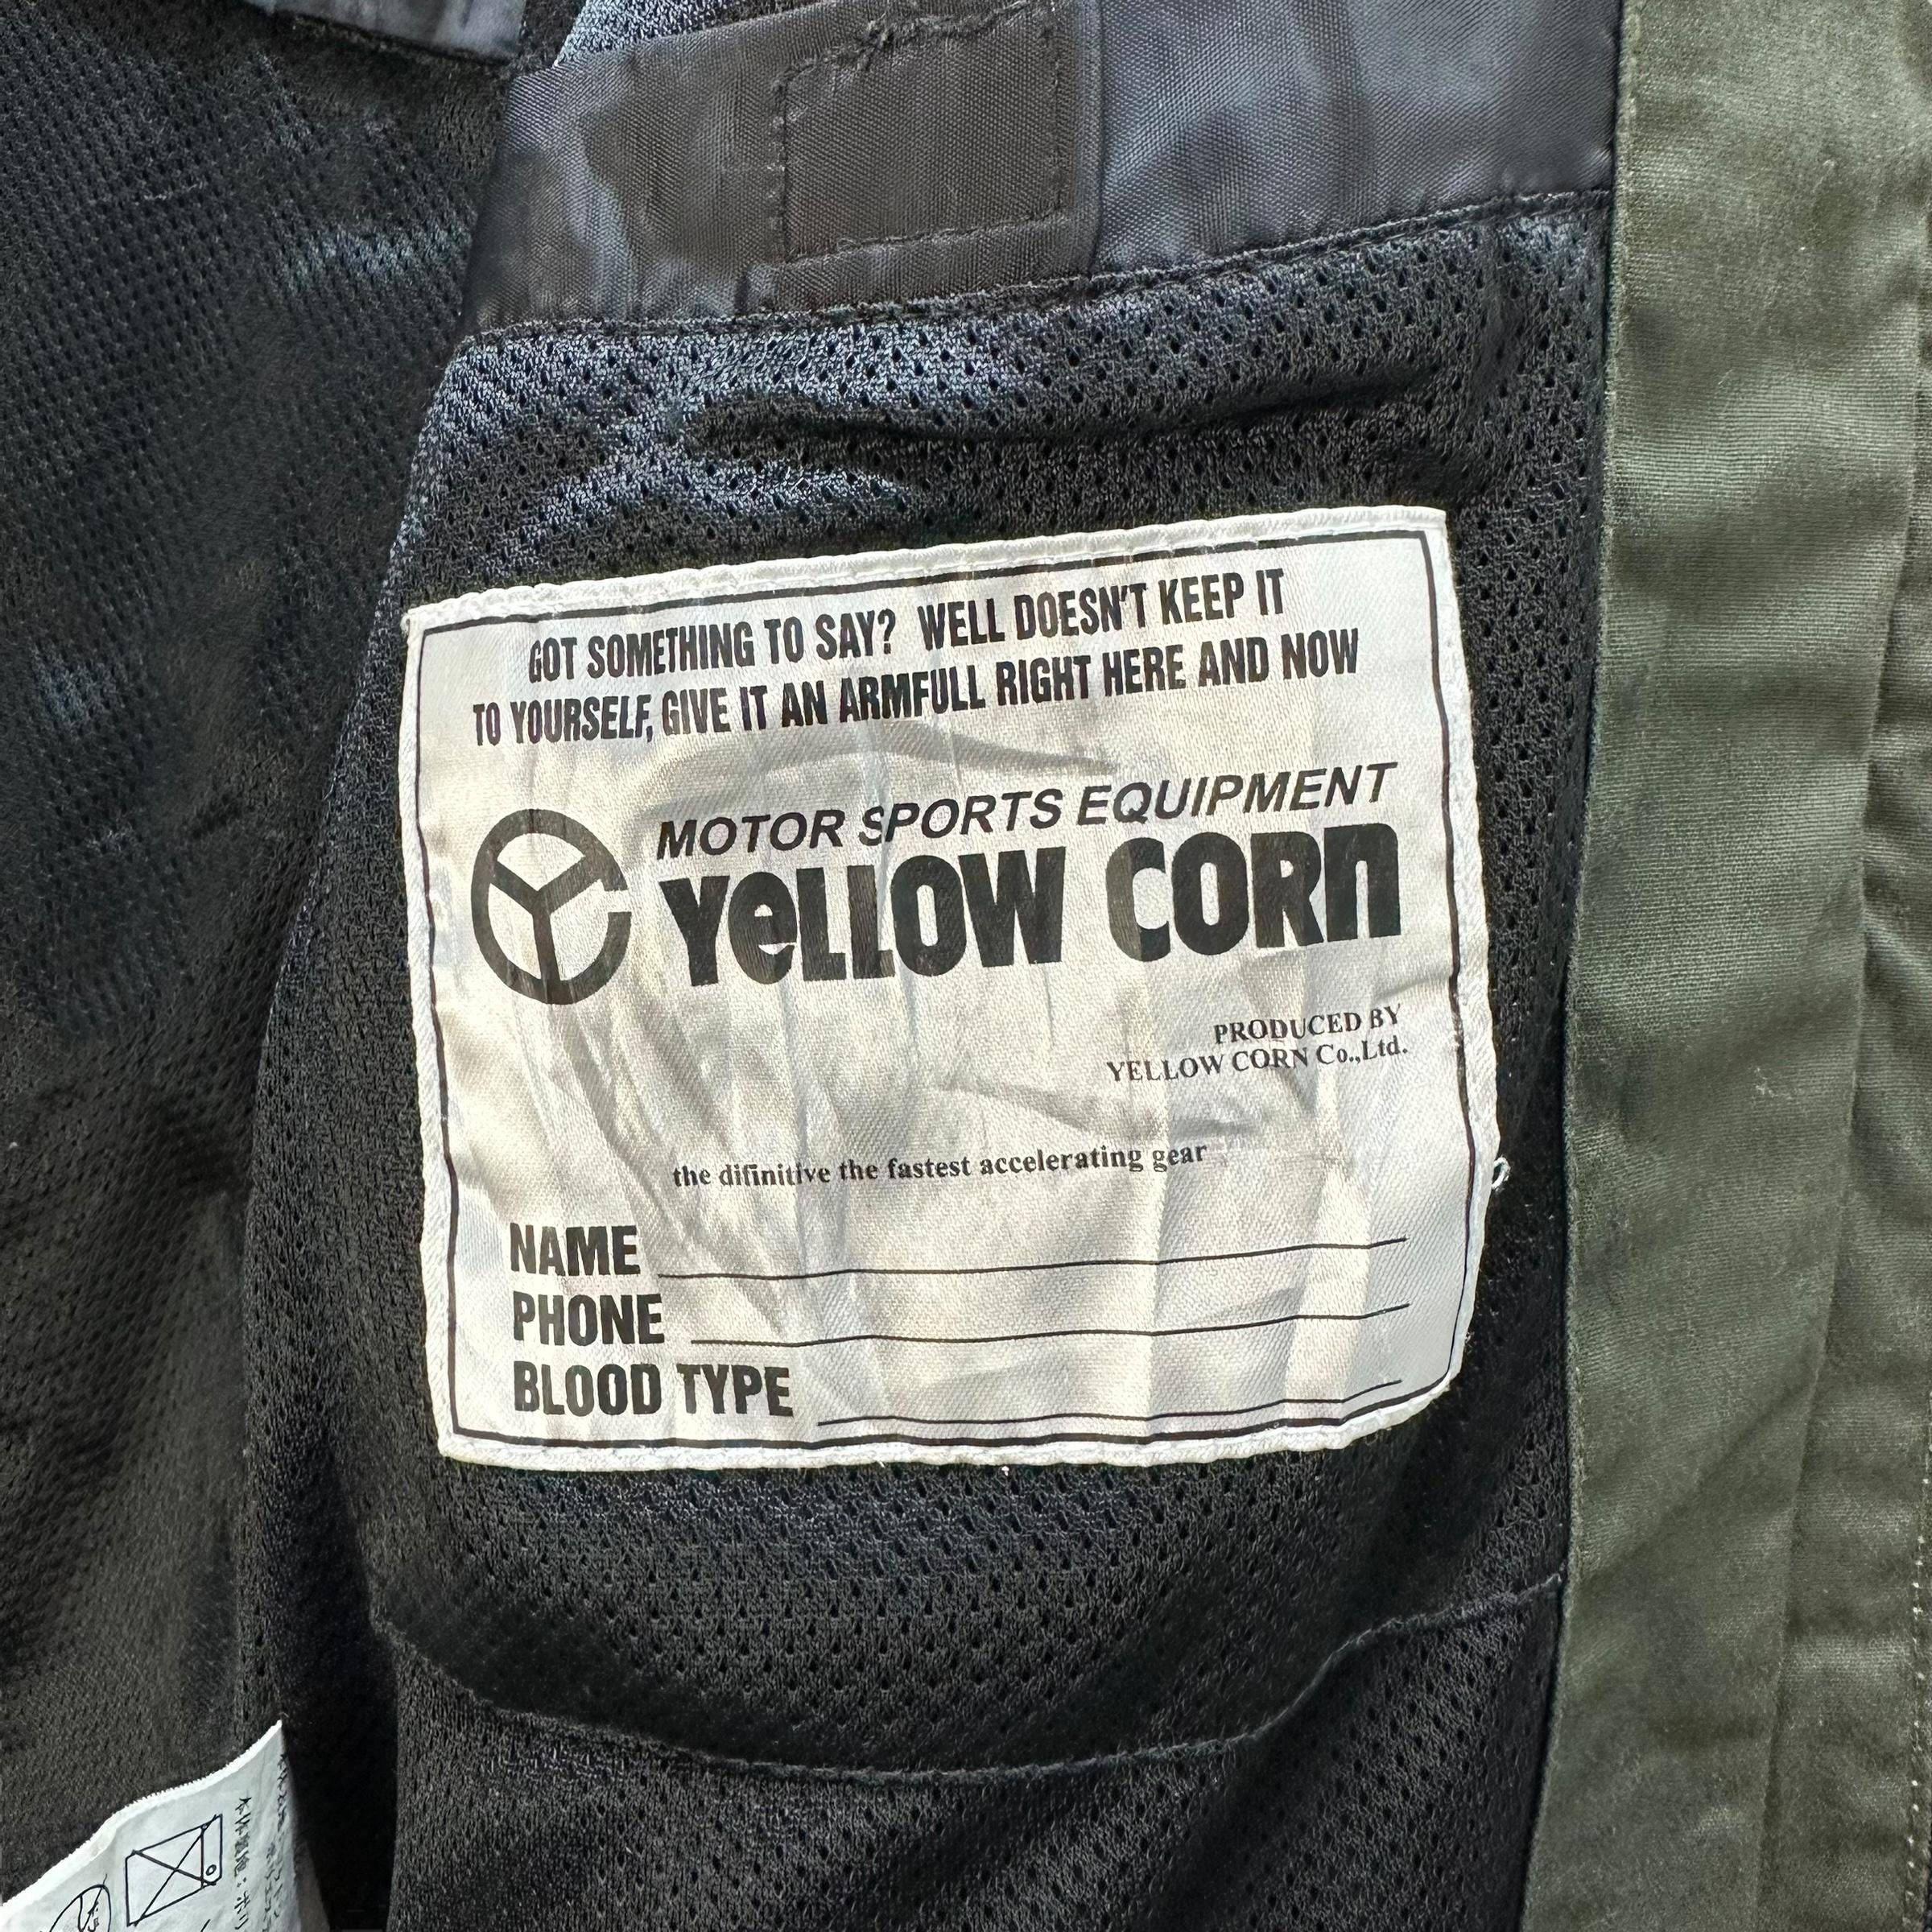 GOT SOMETHING TO SAY? WELL DOESN'T KEEP IT
TO YOURSELF, GIVE IT AN ARMFULL RIGHT HERE AND NOW
MOTOR SPORTS EQUIPMENT
YeLLOW CORn
PRODUCED BY
YELLOW CORN Co.,Ltd.
the difinitive the fastest accelerating gear
NAME
PHONE
BLOOD TYPE